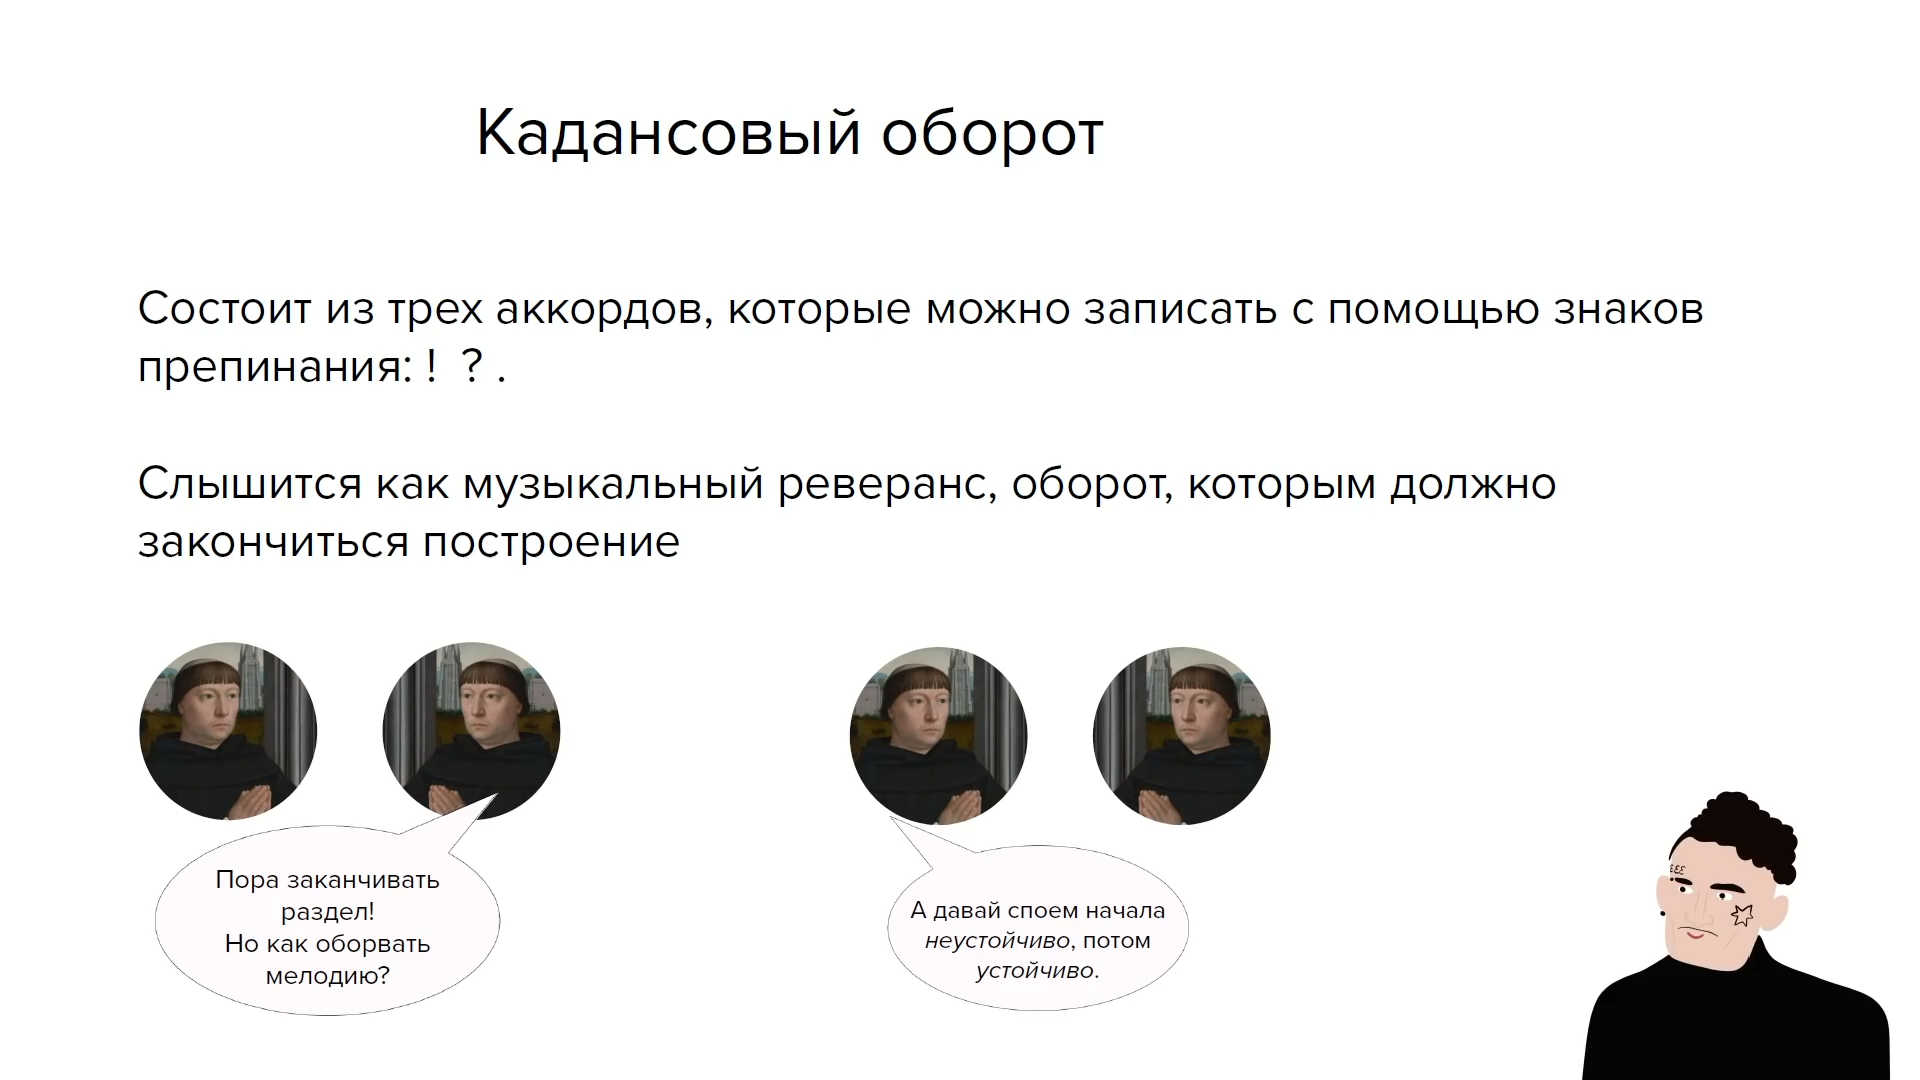 Кадансовый оборот
Состоит из трех аккордов, которые можно записать с помощью знаков
препинания: ! ? .
Слышится как музыкальный реверанс, оборот, которым должно
закончиться построение
Пора заканчивать
раздел!
Но как оборвать
мелодию?
А давай споем начала
неустойчиво, потом
устойчиво.